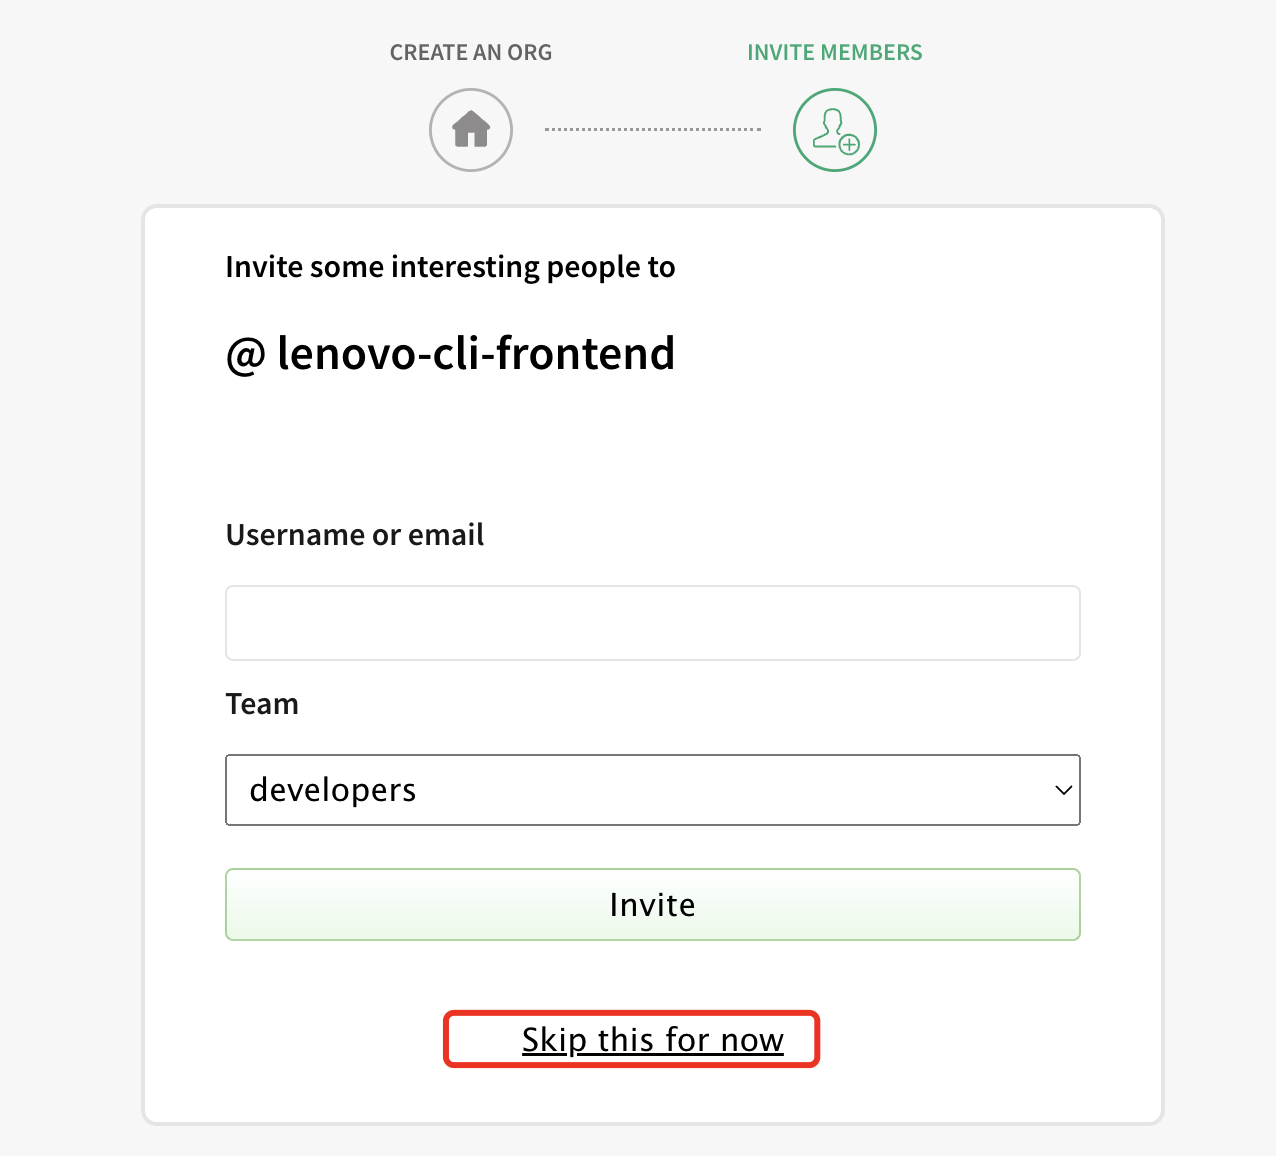 CREATE AN ORG
INVITE MEMBERS
Invite some interesting people to
@ lenovo-cli-frontend
Username or email
Team
developers
Invite
Skip this for now